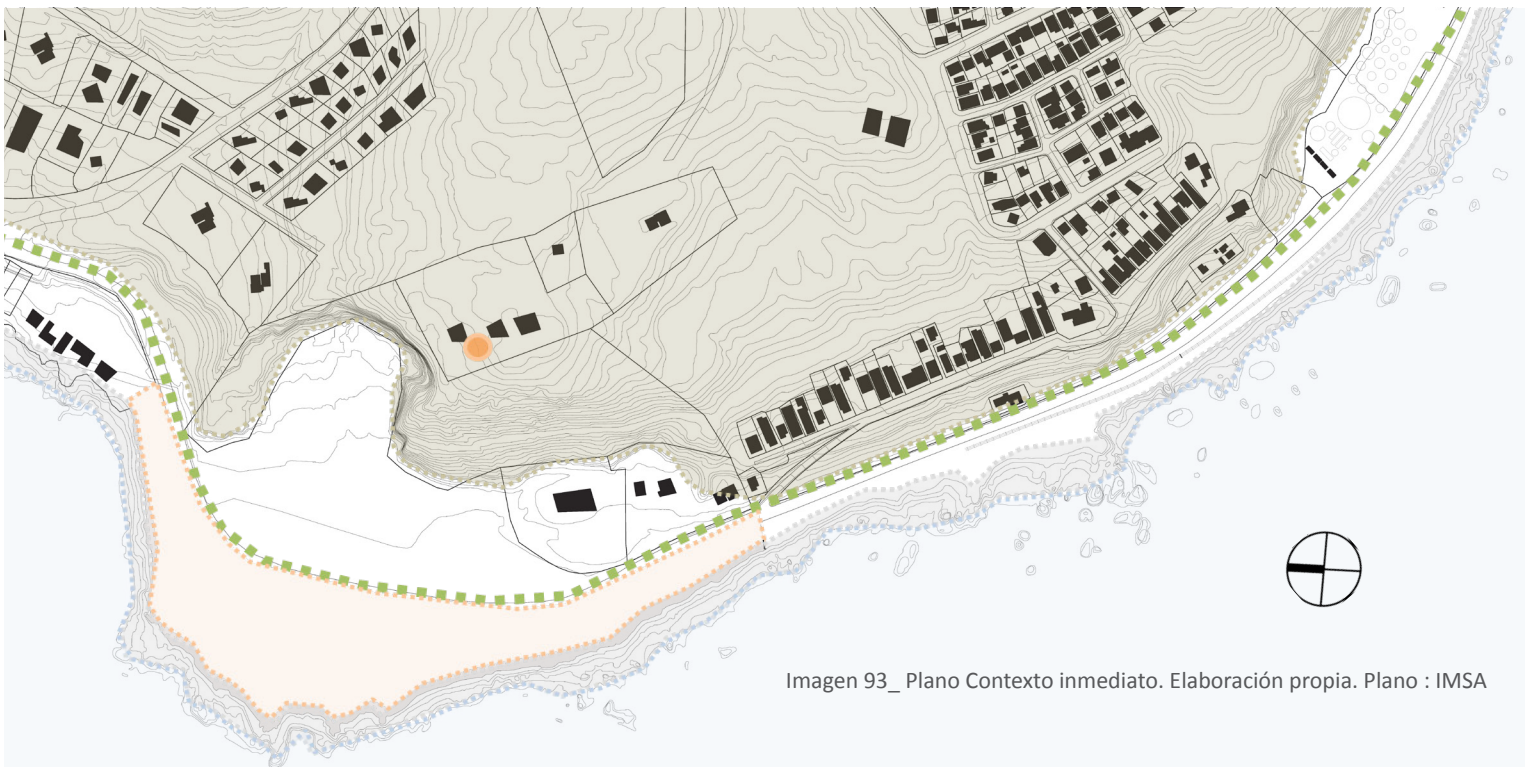 Imagen 93_ Plano Contexto inmediato. Elaboración propia. Plano : IMSA